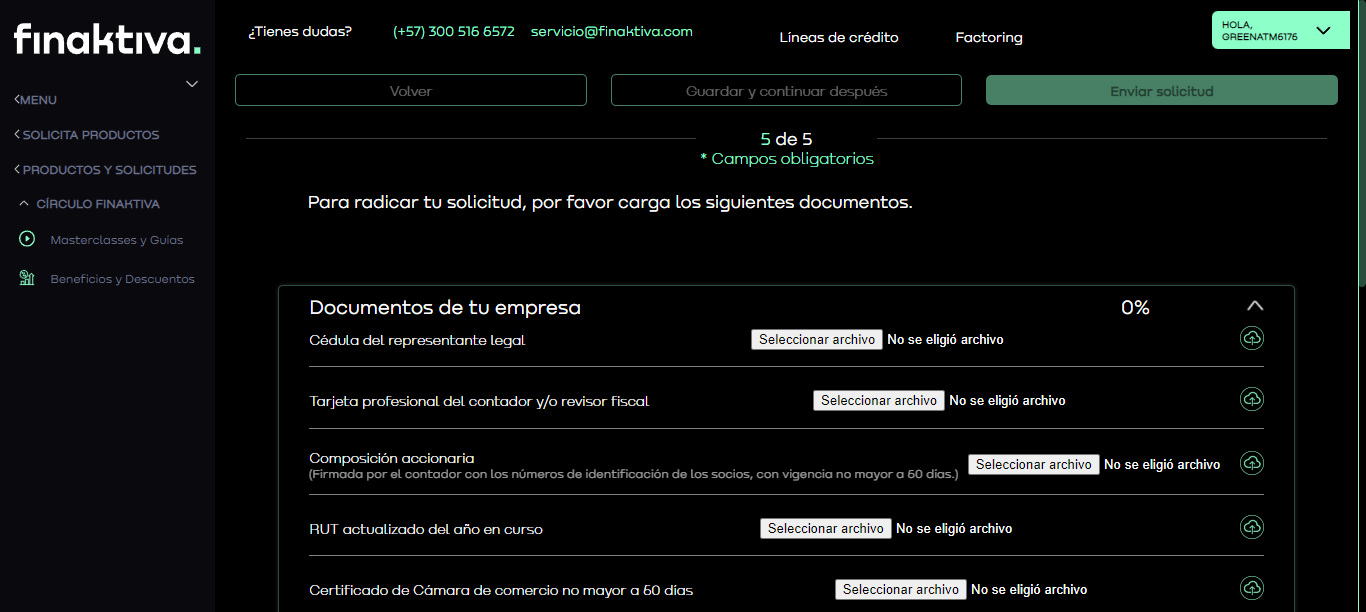 finaktiva.
¿Tienes dudas? (+57) 300 516 6572 servicio@finaktiva.com Líneas de crédito Factoring
HOLA,
GREENATM6176
MENU
SOLICITA PRODUCTOS
PRODUCTOS Y SOLICITUDES
CÍRCULO FINAKTIVA
Masterclasses y Guías
Beneficios y Descuentos
Volver Guardar y continuar después Enviar solicitud
5 de 5
* Campos obligatorios
Para radicar tu solicitud, por favor carga los siguientes documentos.
Documentos de tu empresa 0%
Cédula del representante legal Seleccionar archivo No se eligió archivo
Tarjeta profesional del contador y/o revisor fiscal Seleccionar archivo No se eligió archivo
Composición accionaria
(Firmada por el contador con los números de identificación de los socios, con vigencia no mayor a 60 días.) Seleccionar archivo No se eligió archivo
RUT actualizado del año en curso Seleccionar archivo No se eligió archivo
Certificado de Cámara de comercio no mayor a 60 días Seleccionar archivo No se eligió archivo